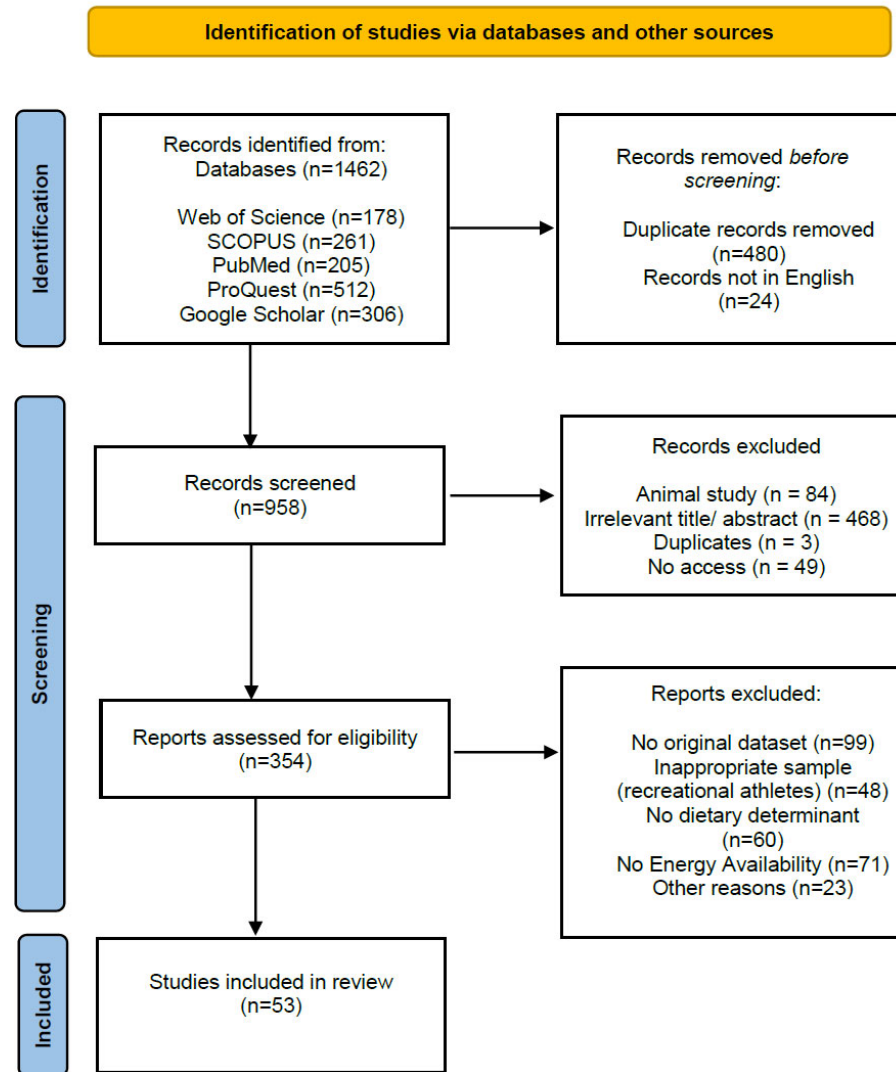 Identification of studies via databases and other sources
Identification
Records identified from:
Databases (n=1462)
Web of Science (n=178)
SCOPUS (n=261)
PubMed (n=205)
ProQuest (n=512)
Google Scholar (n=306)
Records removed before
screening:
Duplicate records removed
(n=480)
Records not in English
(n=24)
Screening
Records screened
(n=958)
Records excluded
Animal study (n = 84)
Irrelevant title/ abstract (n = 468)
Duplicates (n = 3)
No access (n = 49)
Reports assessed for eligibility
(n=354)
Reports excluded:
No original dataset (n=99)
Inappropriate sample
(recreational athletes) (n=48)
No dietary determinant
(n=60)
No Energy Availability (n=71)
Other reasons (n=23)
Included
Studies included in review
(n=53)